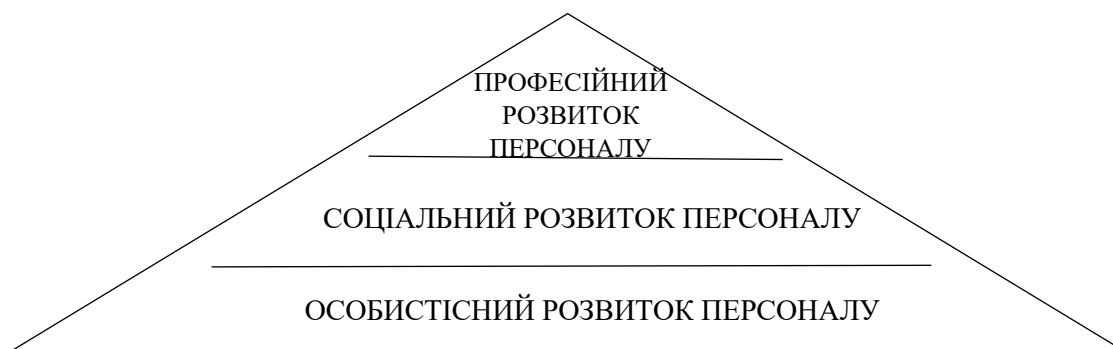 ПРОФЕСІЙНИЙ
РОЗВИТОК
ПЕРСОНАЛУ
СОЦІАЛЬНИЙ РОЗВИТОК ПЕРСОНАЛУ
ОСОБИСТІСНИЙ РОЗВИТОК ПЕРСОНАЛУ